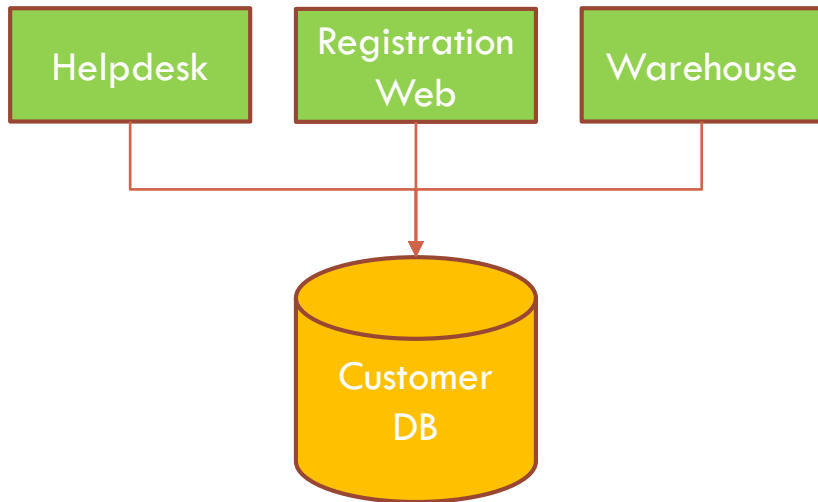 Helpdesk
Registration
Web
Warehouse
Customer
DB